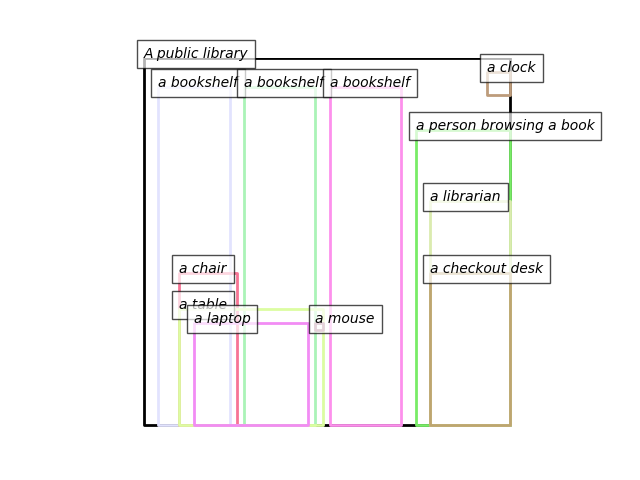 A public library
a clock
a bookshelf
a bookshelf
a bookshelf
a person browsing a book
a librarian
a chair
a checkout desk
a table
a laptop
a mouse